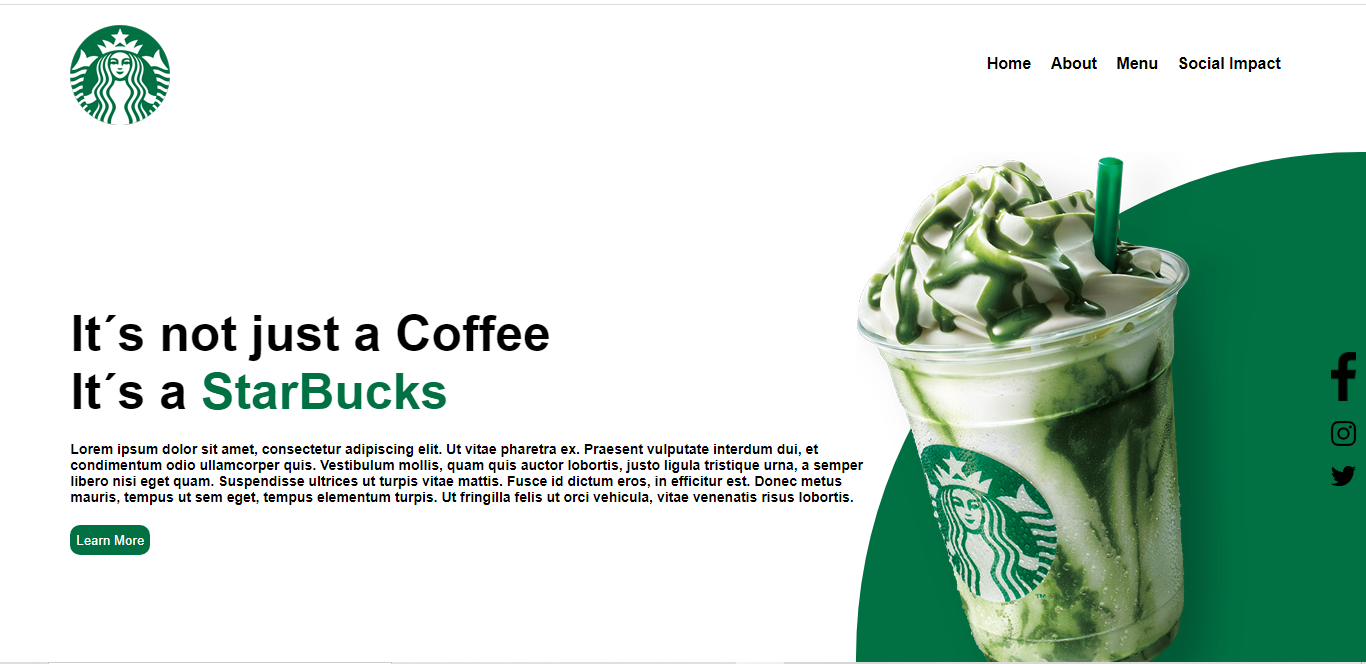 Home About Menu Social Impact
It´s not just a Coffee
It´s a StarBucks
Lorem ipsum dolor sit amet, consectetur adipiscing elit. Ut vitae pharetra ex. Praesent vulputate interdum dui, et
condimentum odio ullamcorper quis. Vestibulum mollis, quam quis auctor lobortis, justo ligula tristique urna, a semper
libero nisi eget quam. Suspendisse ultrices ut turpis vitae mattis. Fusce id dictum eros, in efficitur est. Donec metus
mauris, tempus ut sem eget, tempus elementum turpis. Ut fringilla felis ut orci vehicula, vitae venenatis risus lobortis.
Learn More
TM